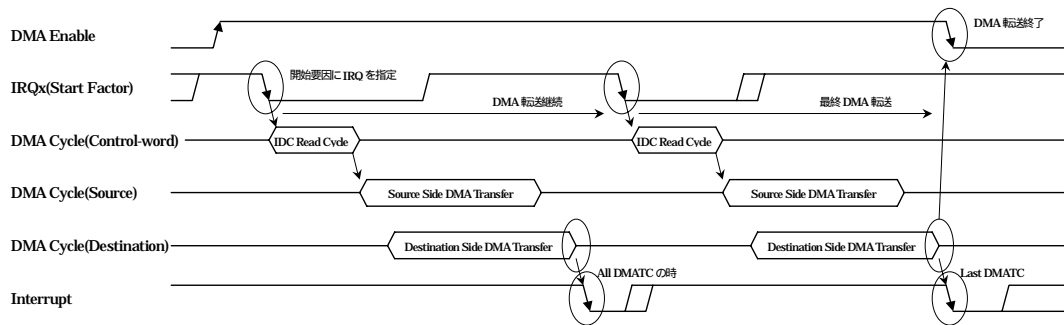 DMA Enable
DMA 転送終了
IRQx(Start Factor)
開始要因に IRQ を指定
DMA 転送継続
最終 DMA 転送
DMA Cycle(Control-word)
IDC Read Cycle
IDC Read Cycle
DMA Cycle(Source)
Source Side DMA Transfer
Source Side DMA Transfer
DMA Cycle(Destination)
Destination Side DMA Transfer
Destination Side DMA Transfer
Interrupt
All DMATC の時
Last DMATC